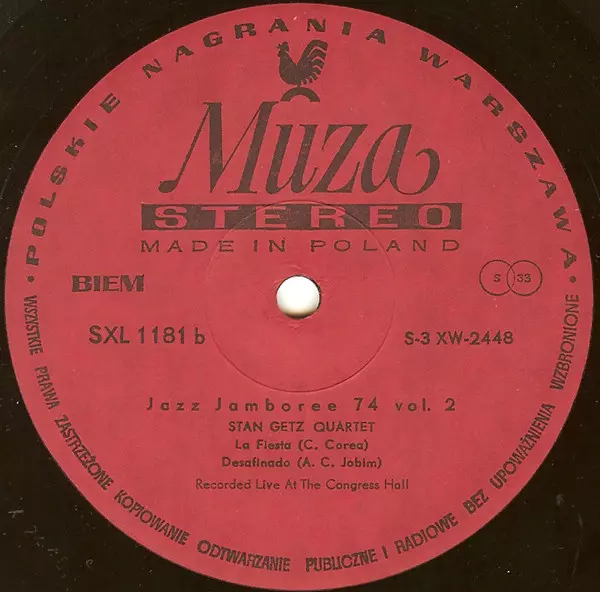 • POLSKIE NAGRANIA WARSZAWA •
Muza
STEREO
MADE IN POLAND
BIEM
S 33
SXL 1181 b
S-3 XW-2448
Jazz Jamboree 74 vol. 2
STAN GETZ QUARTET
La Fiesta (C. Corea)
Desafinado (A. C. Jobim)
Recorded Live At The Congress Hall
WSZYSTKIE PRAWA ZASTRZEŻONE KOPIOWANIE ODTWARZANIE PUBLICZNE I RADIOWE BEZ UPOWAŻNIENIA WZBRONIONE